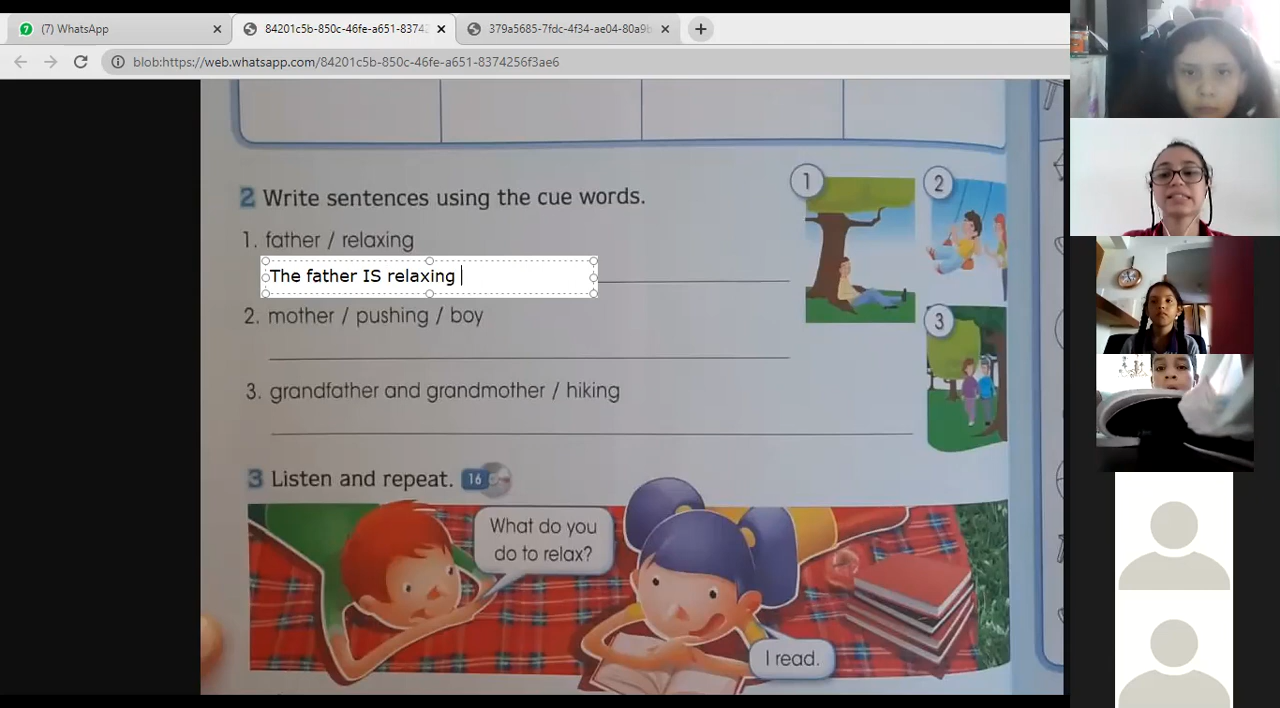 (7) WhatsApp
84201c5b-850c-46fe-a651-8374
379a5685-7fdc-4f34-ae04-80a9b
blob:https://web.whatsapp.com/84201c5b-850c-46fe-a651-8374256f3ae6
2 Write sentences using the cue words.
1
2
1. father / relaxing
The father IS relaxing
2. mother / pushing / boy
3
3. grandfather and grandmother / hiking
3 Listen and repeat. 16
What do you
do to relax?
I read.